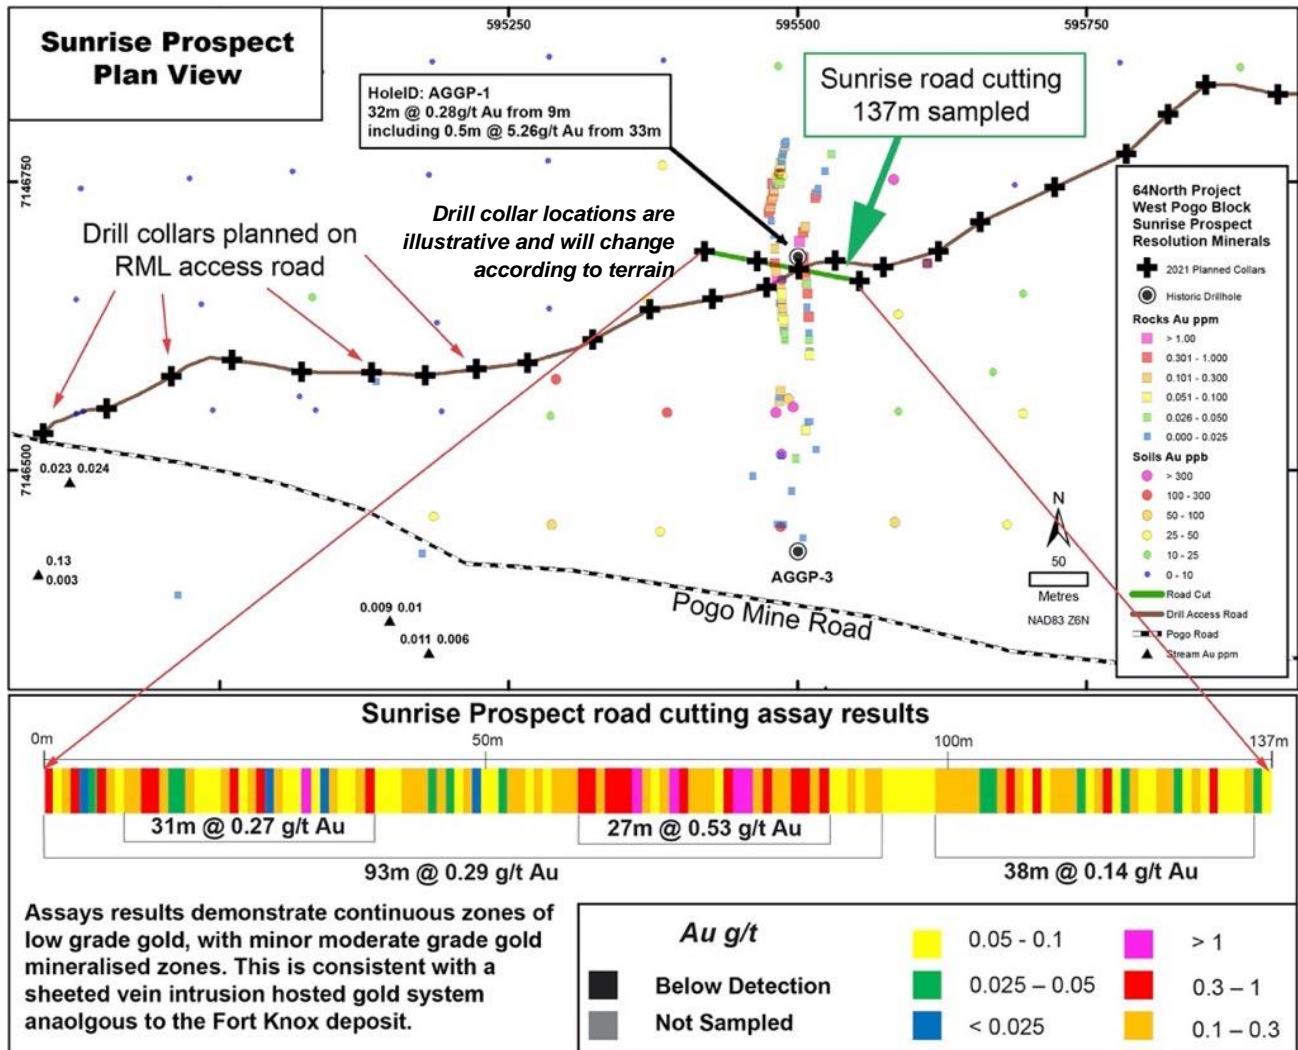 Sunrise Prospect
Plan View
595250
595500
595750
7146750
7146500
HoleID: AGGP-1
32m @ 0.28g/t Au from 9m
including 0.5m @ 5.26g/t Au from 33m
Sunrise road cutting
137m sampled
Drill collars planned on
RML access road
Drill collar locations are
illustrative and will change
according to terrain
64North Project
West Pogo Block
Sunrise Prospect
Resolution Minerals
2021 Planned Collars
Historic Drillhole
Rocks Au ppm
> 1.00
0.301 - 1.000
0.101 - 0.300
0.051 - 0.100
0.026 - 0.050
0.000 - 0.025
Soils Au ppb
> 300
100 - 300
50 - 100
25 - 50
10 - 25
0 - 10
Road Cut
Drill Access Road
Pogo Road
Stream Au ppm
N
50
Metres
NAD83 Z6N
0.023 0.024
0.13
0.003
0.009 0.01
0.011 0.006
AGGP-3
Pogo Mine Road
Sunrise Prospect road cutting assay results
0m
50m
100m
137m
31m @ 0.27 g/t Au
27m @ 0.53 g/t Au
93m @ 0.29 g/t Au
38m @ 0.14 g/t Au
Assays results demonstrate continuous zones of
low grade gold, with minor moderate grade gold
mineralised zones. This is consistent with a
sheeted vein intrusion hosted gold system
anaolgous to the Fort Knox deposit.
Au g/t
Below Detection
Not Sampled
0.05 - 0.1
0.025 – 0.05
< 0.025
> 1
0.3 – 1
0.1 – 0.3